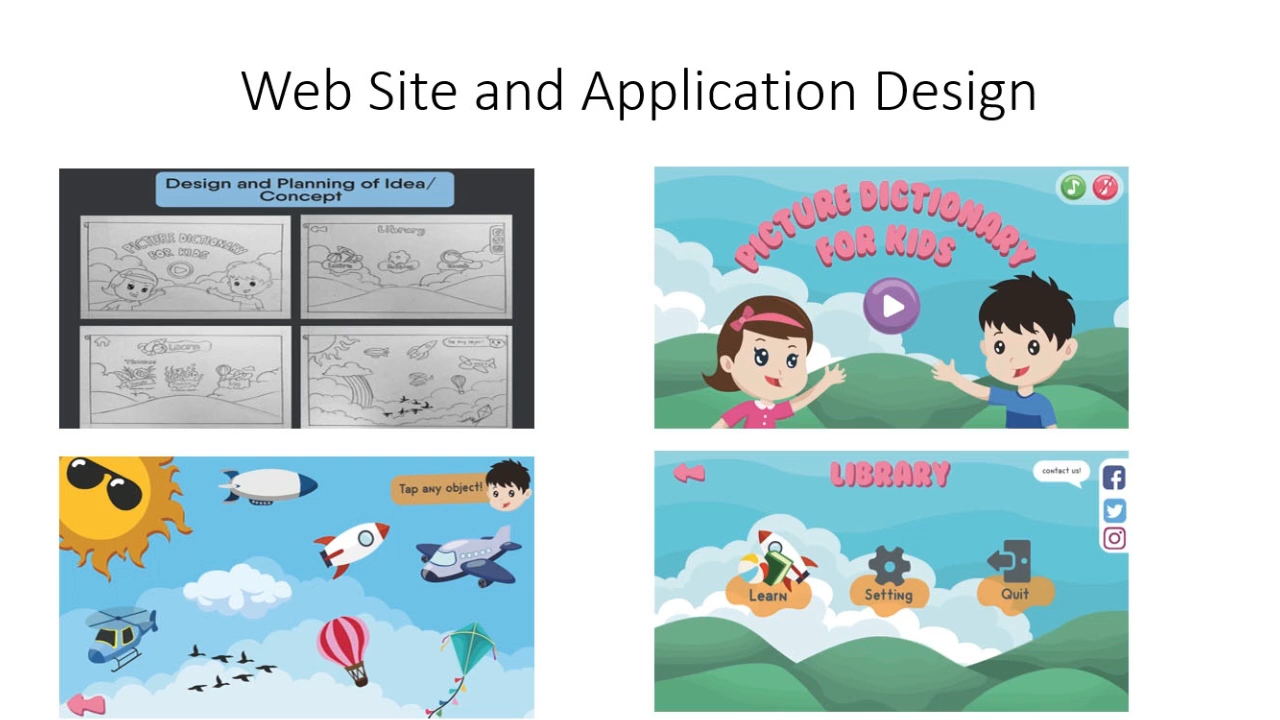 Web Site and Application Design
Design and Planning of Idea/
Concept
PICTURE DICTIONARY
FOR KIDS
Library
Learn
PICTURE DICTIONARY
FOR KIDS
Tap any object!
LIBRARY
contact us!
Learn
Setting
Quit